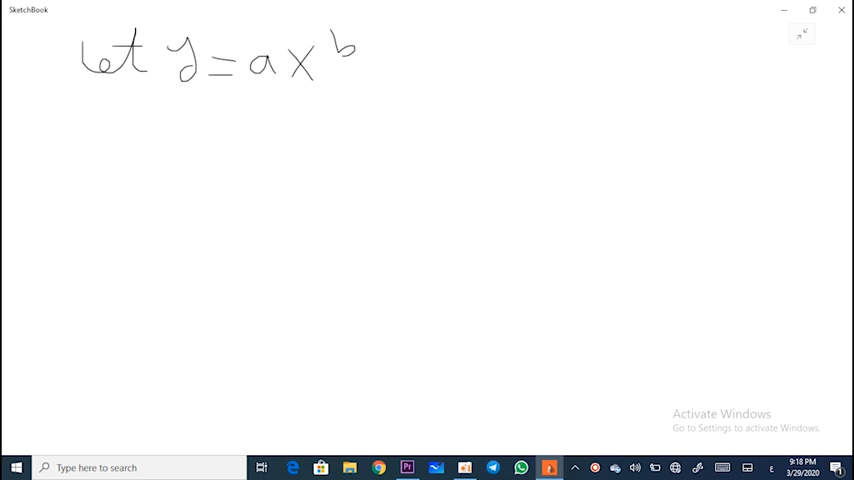 SketchBook
let y = a x^b
Activate Windows
Go to Settings to activate Windows.
Type here to search
Pr
ع
9:18 PM
3/29/2020